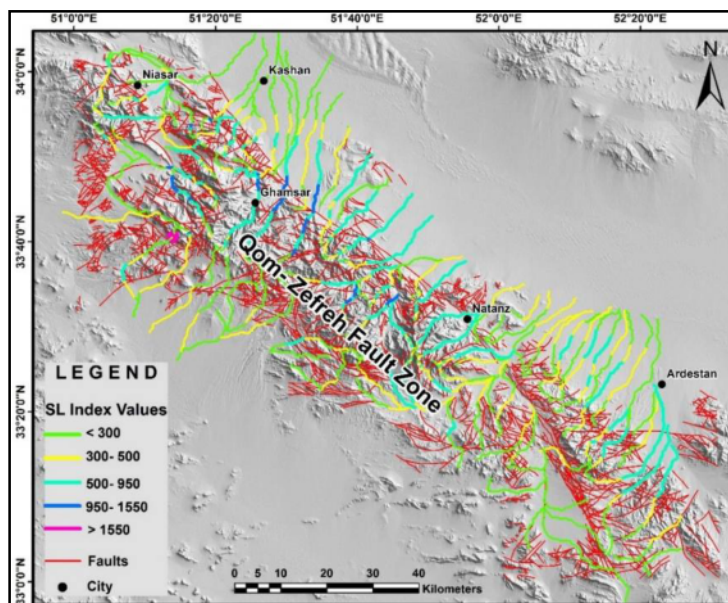 51°0'0"E 51°20'0"E 51°40'0"E 52°0'0"E 52°20'0"E
N
34°0'0"N
33°40'0"N
33°20'0"N
33°0'0"N
Niasar
Kashan
Ghamsar
Qom- Zefreh Fault Zone
Natanz
Ardestan
LEGEND
SL Index Values
< 300
300- 500
500- 950
950- 1550
> 1550
Faults
City
0 5 10 20 30 40
Kilometers